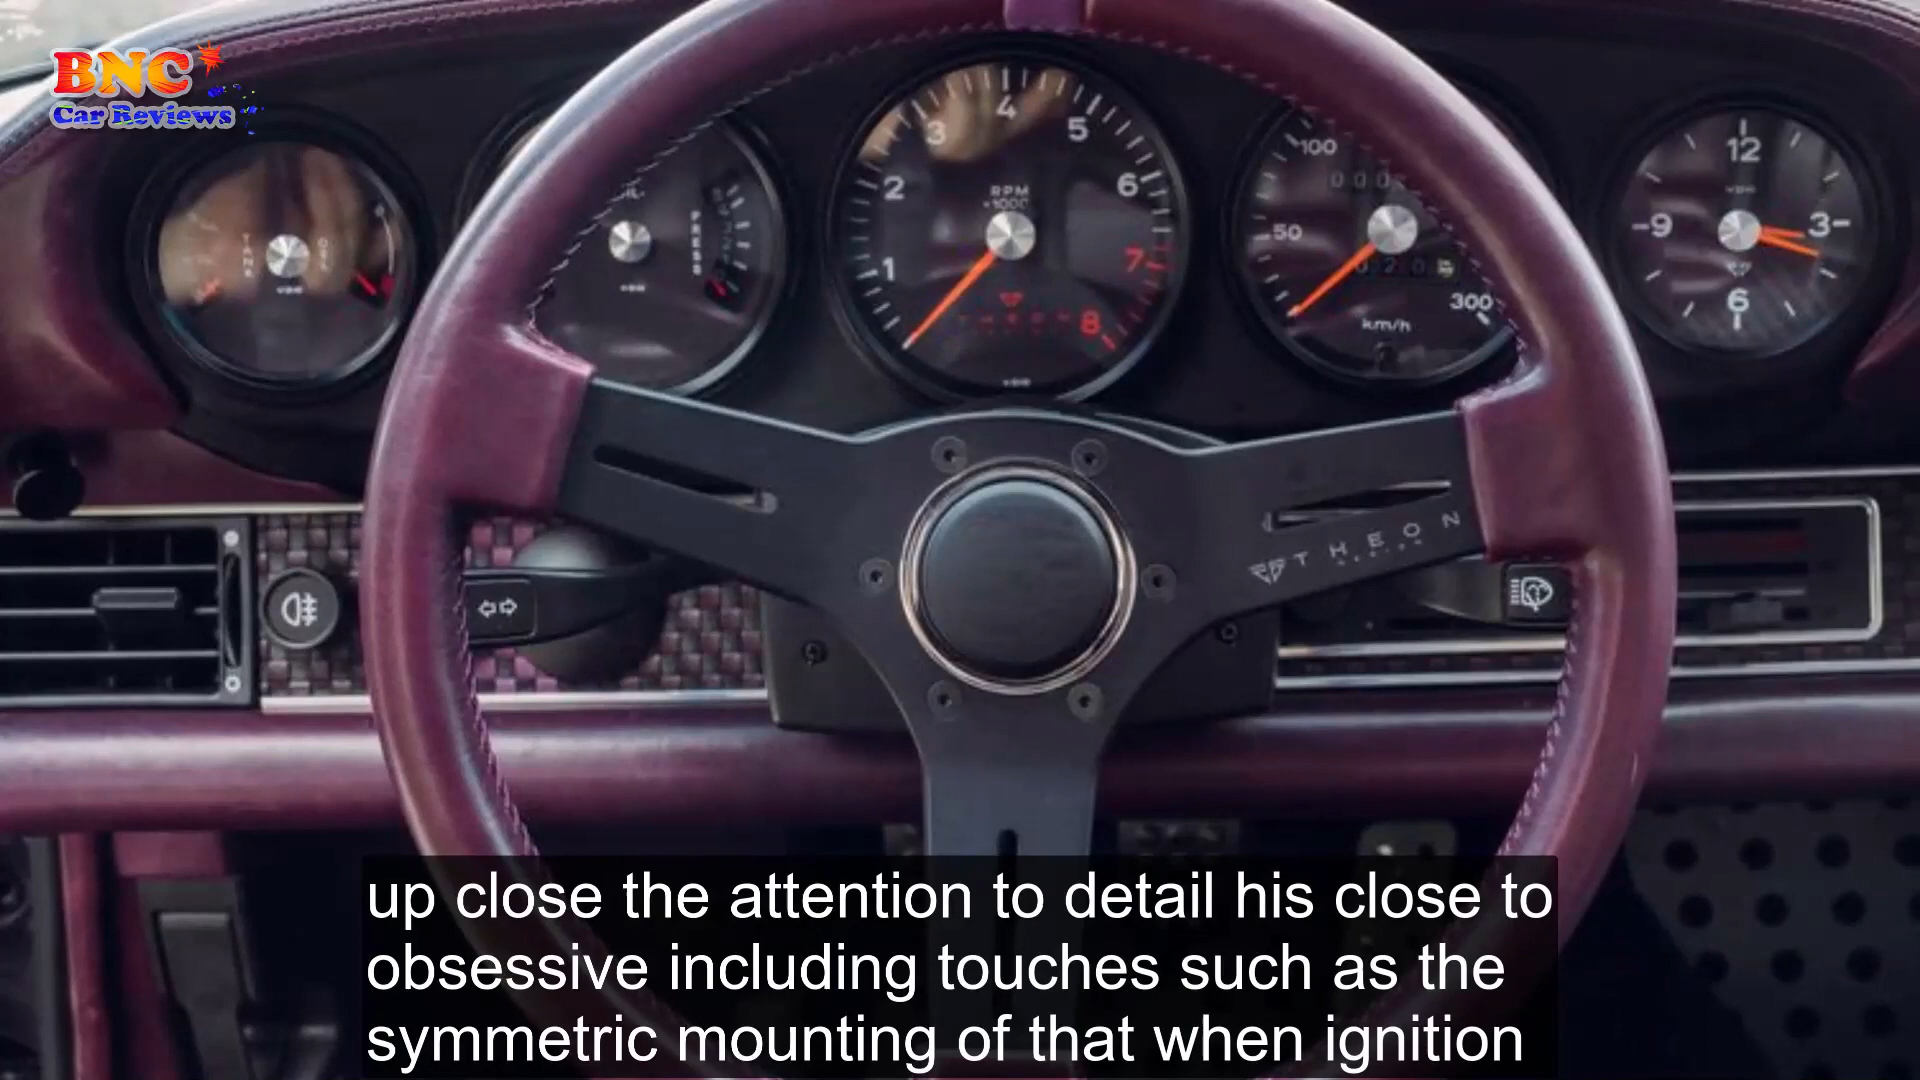 BNC
Car Reviews
1
2
3
4
5
6
7
8
RPM
×1000
50
100
300
km/h
12
3
6
9
THEON
DESIGN
up close the attention to detail his close to
obsessive including touches such as the
symmetric mounting of that when ignition